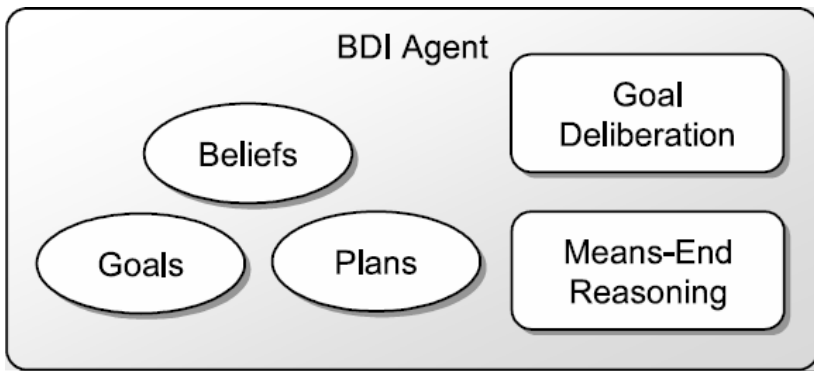 BDI Agent
Beliefs
Goals
Plans
Goal
Deliberation
Means-End
Reasoning